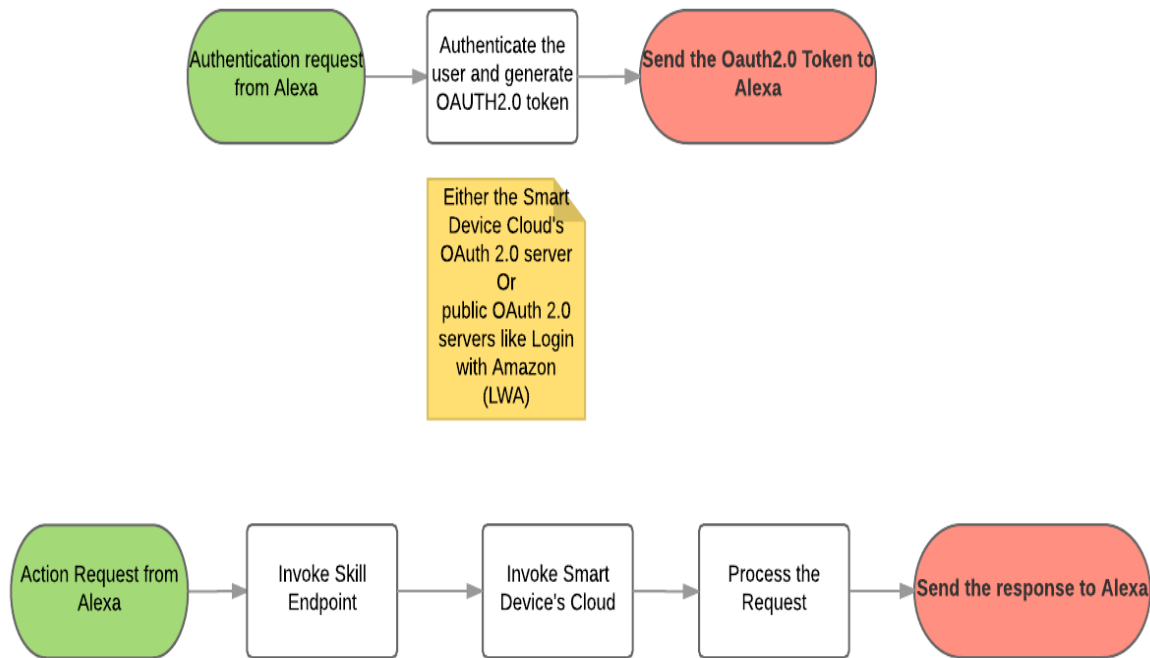 Authentication request
from Alexa
Authenticate the
user and generate
OAUTH2.0 token
Send the Oauth2.0 Token to
Alexa
Either the Smart
Device Cloud's
OAuth 2.0 server
Or
public OAuth 2.0
servers like Login
with Amazon
(LWA)
Action Request from
Alexa
Invoke Skill
Endpoint
Invoke Smart
Device's Cloud
Process the
Request
Send the response to Alexa